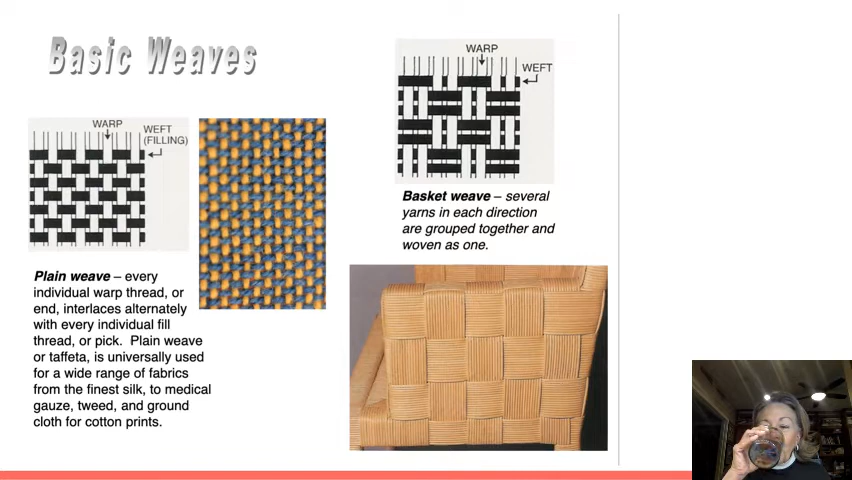 Basic Weaves
WARP
WEFT
(FILLING)
Plain weave – every
individual warp thread, or
end, interlaces alternately
with every individual fill
thread, or pick.  Plain weave
or taffeta, is universally used
for a wide range of fabrics
from the finest silk, to medical
gauze, tweed, and ground
cloth for cotton prints.
WARP
WEFT
Basket weave – several
yarns in each direction
are grouped together and
woven as one.